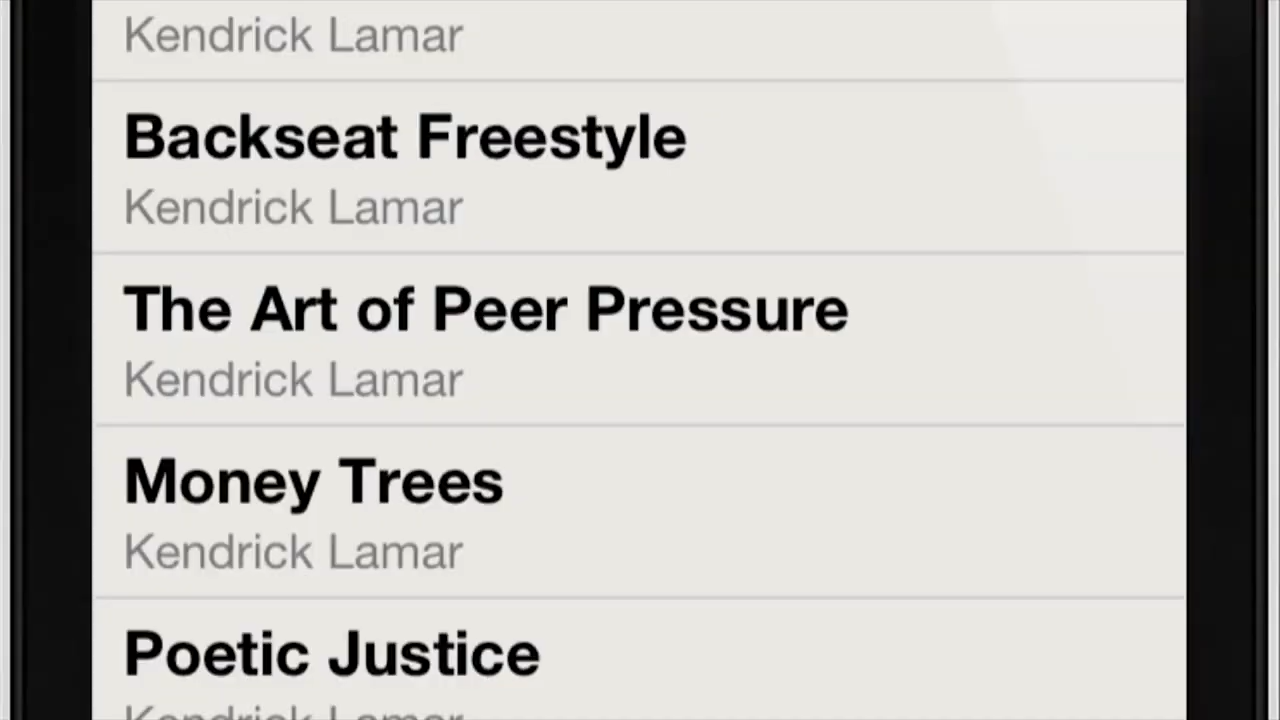 Kendrick Lamar
Backseat Freestyle
Kendrick Lamar
The Art of Peer Pressure
Kendrick Lamar
Money Trees
Kendrick Lamar
Poetic Justice
Kendrick Lamar